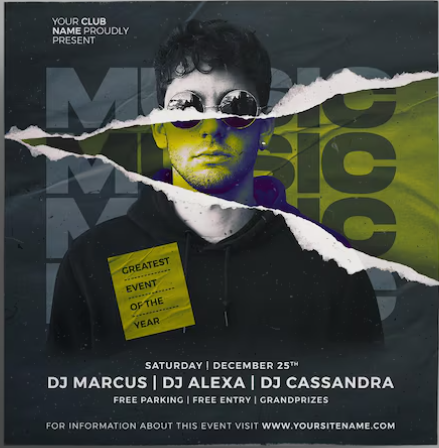 YOUR CLUB
NAME PROUDLY
PRESENT
MUSIC
MUSIC
MUSIC
GREATEST
EVENT
OF THE
YEAR
SATURDAY | DECEMBER 25TH
DJ MARCUS | DJ ALEXA | DJ CASSANDRA
FREE PARKING | FREE ENTRY | GRANDPRIZES
FOR INFORMATION ABOUT THIS EVENT VISIT WWW.YOURSITENAME.COM